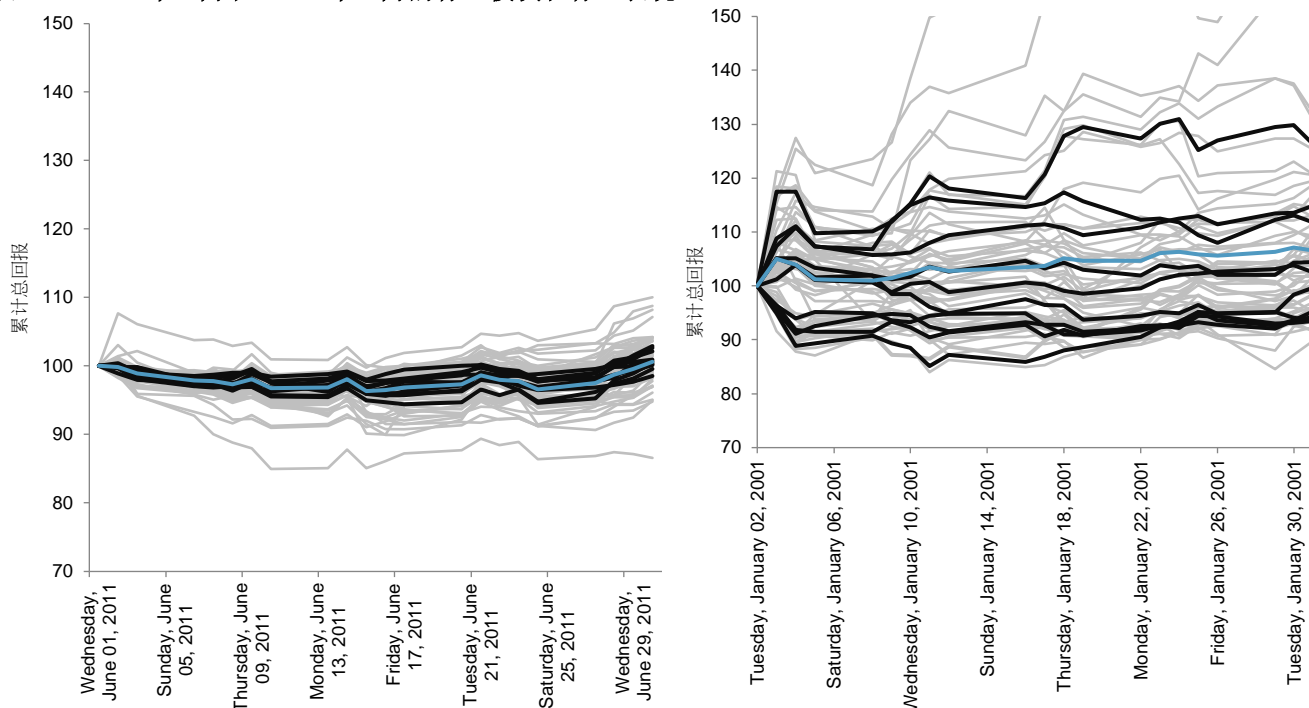 150
140
130
120
110
100
90
80
70
累计总回报
Wednesday,
June 01, 2011
Sunday, June
05, 2011
Thursday, June
09, 2011
Monday, June
13, 2011
Friday, June
17, 2011
Tuesday, June
21, 2011
Saturday, June
25, 2011
Wednesday,
June 29, 2011
150
140
130
120
110
100
90
80
70
累计总回报
Tuesday, January 02, 2001
Saturday, January 06, 2001
Wednesday, January 10, 2001
Sunday, January 14, 2001
Thursday, January 18, 2001
Monday, January 22, 2001
Friday, January 26, 2001
Tuesday, January 30, 2001